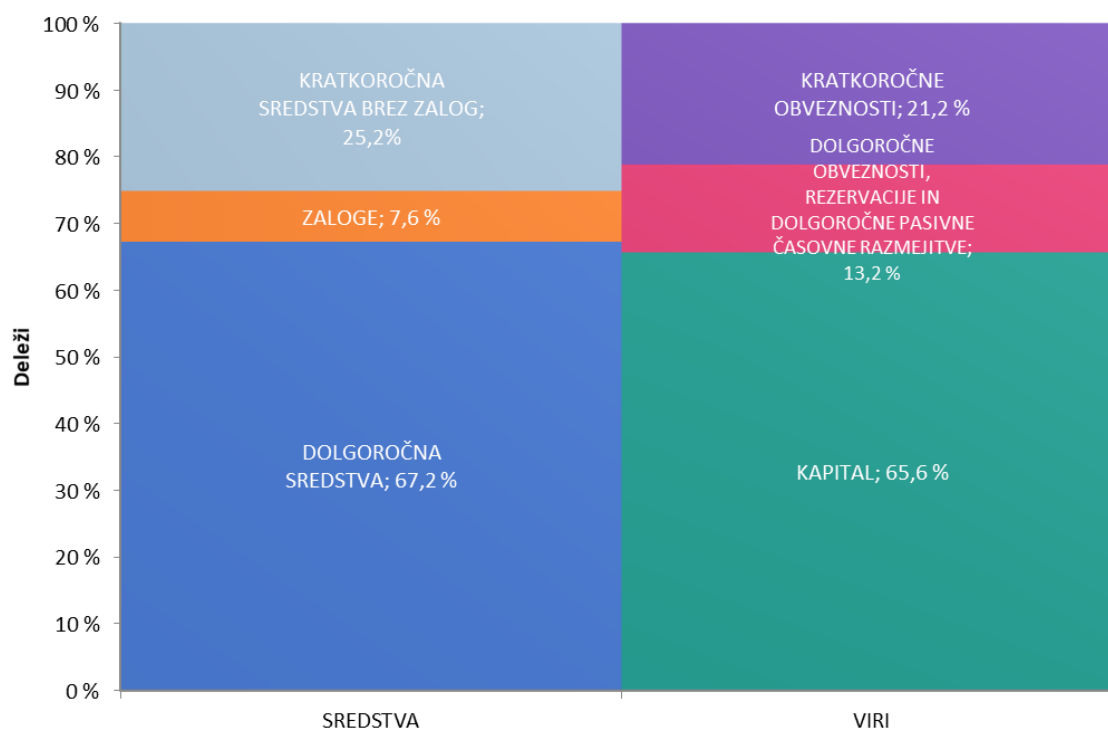 100 %
90 %
80 %
70 %
60 %
50 %
40 %
30 %
20 %
10 %
0 %
Deleži
KRATKOROČNA
SREDSTVA BREZ ZALOG;
25,2%
ZALOGE; 7,6 %
DOLGOROČNA
SREDSTVA; 67,2 %
KRATKOROČNE
OBVEZNOSTI; 21,2 %
DOLGOROČNE
OBVEZNOSTI,
REZERVACIJE IN
DOLGOROČNE PASIVNE
ČASOVNE RAZMEJITVE;
13,2 %
KAPITAL; 65,6 %
SREDSTVA
VIRI